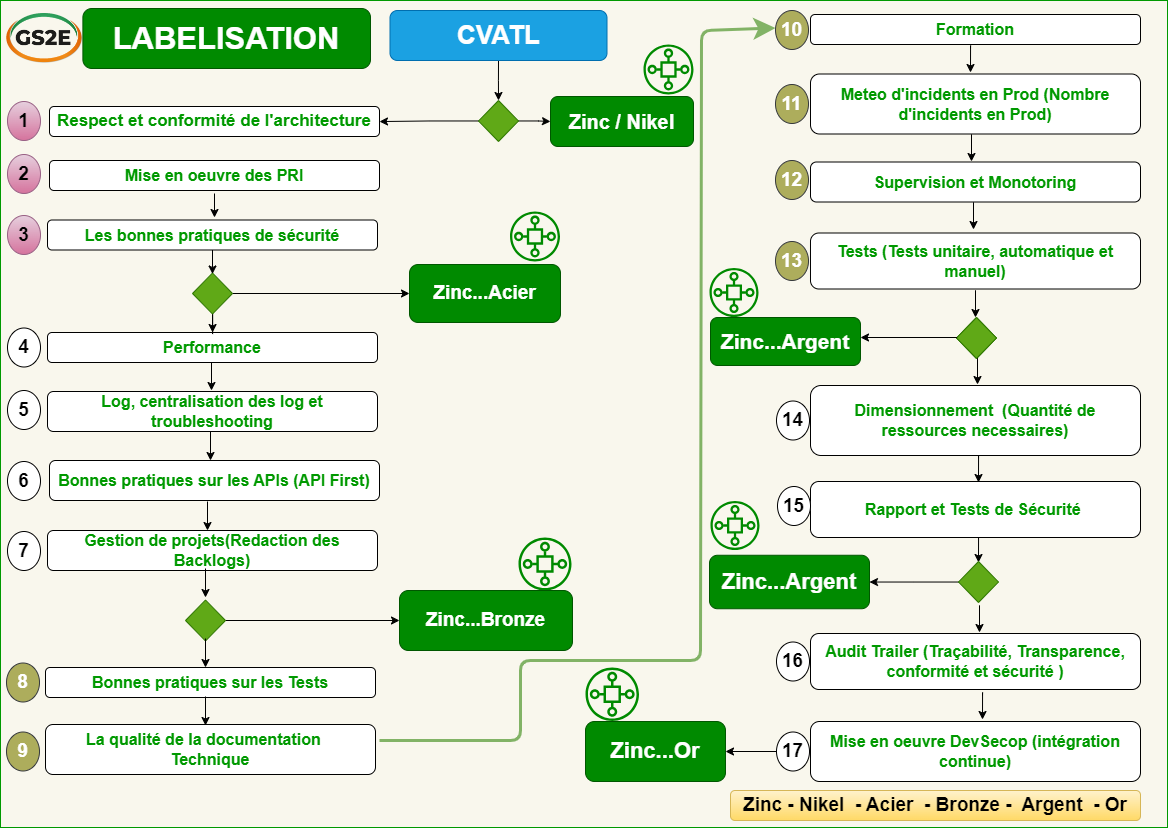 GS2E
LABELISATION
CVATL
Zinc / Nikel
1
Respect et conformité de l'architecture
2
Mise en oeuvre des PRI
3
Les bonnes pratiques de sécurité
Zinc...Acier
4
Performance
5
Log, centralisation des log et
troubleshooting
6
Bonnes pratiques sur les APIs (API First)
7
Gestion de projets(Redaction des
Backlogs)
Zinc...Bronze
8
Bonnes pratiques sur les Tests
9
La qualité de la documentation
Technique
10
Formation
11
Meteo d'incidents en Prod (Nombre
d'incidents en Prod)
12
Supervision et Monotoring
13
Tests (Tests unitaire, automatique et
manuel)
Zinc...Argent
14
Dimensionnement (Quantité de
ressources necessaires)
15
Rapport et Tests de Sécurité
Zinc...Argent
16
Audit Trailer (Traçabilité, Transparence,
conformité et sécurité )
17
Mise en oeuvre DevSecop (intégration
continue)
Zinc...Or
Zinc - Nikel - Acier - Bronze - Argent - Or